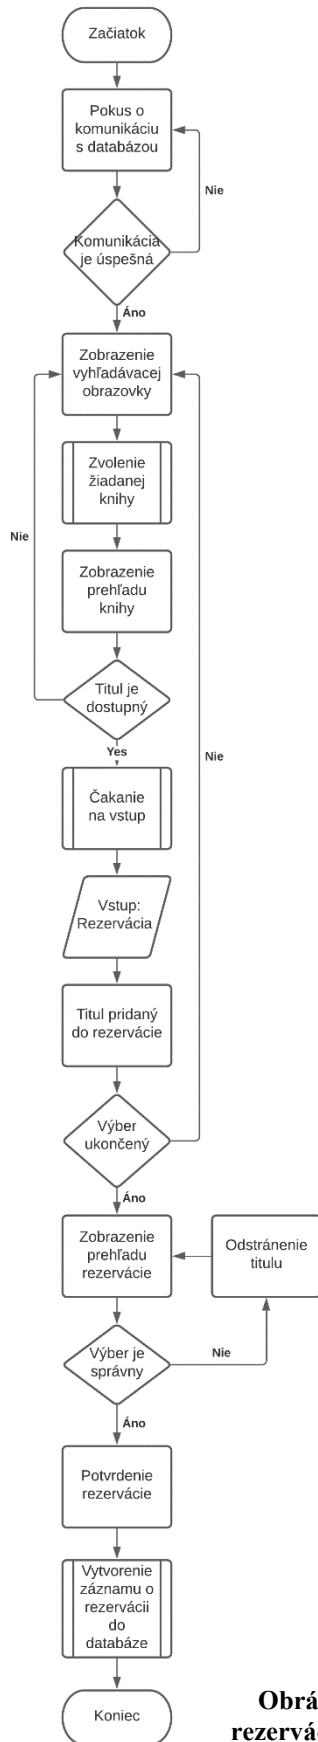 Začiatok
Pokus o
komunikáciu
s databázou
Nie
Komunikácia
je úspešná
Áno
Zobrazenie
vyhľadávacej
obrazovky
Zvolenie
žiadanej
knihy
Nie
Zobrazenie
prehľadu
knihy
Titul je
dostupný
Yes
Nie
Čakanie
na vstup
Vstup:
Rezervácia
Titul pridaný
do rezervácie
Výber
ukončený
Áno
Zobrazenie
prehľadu
rezervácie
Odstránenie
titulu
Výber je
správny
Nie
Áno
Potvrdenie
rezervácie
Vytvorenie
záznamu o
rezervácii
do
databáze
Koniec